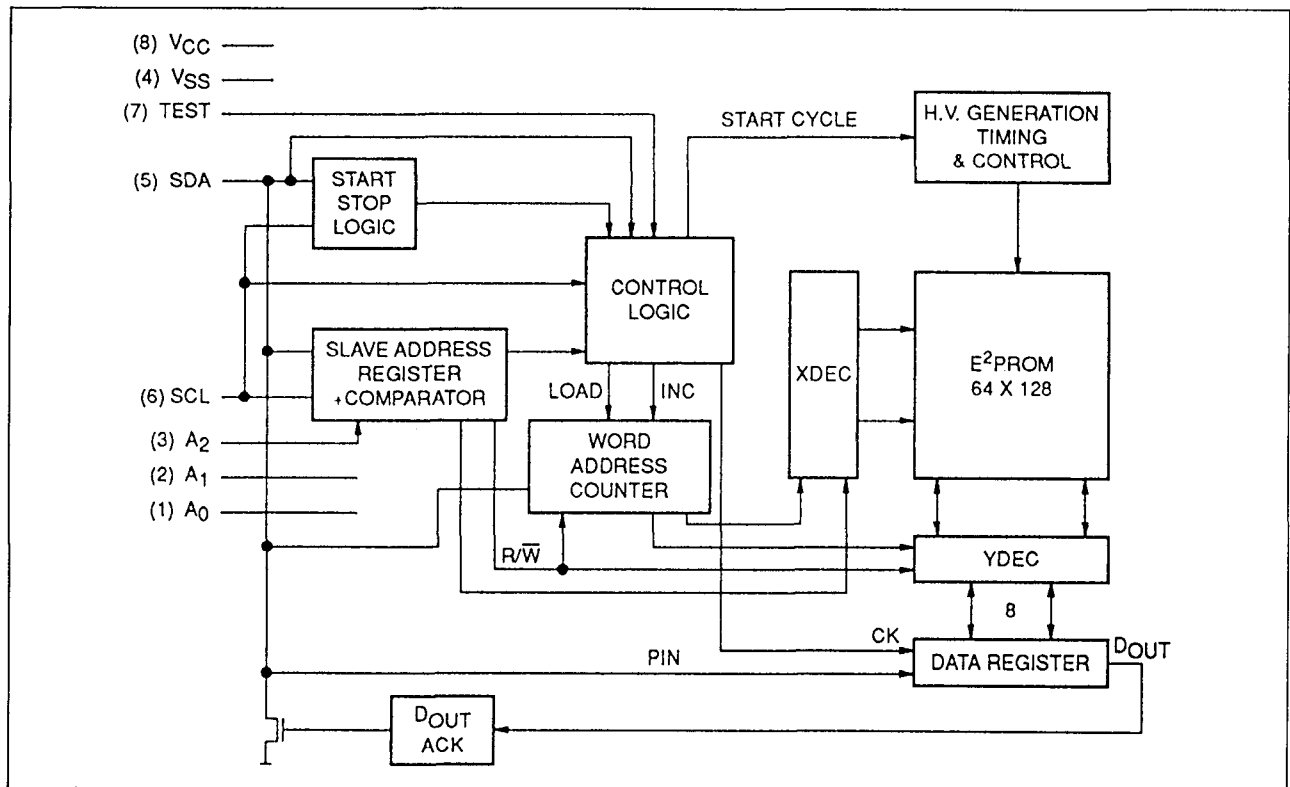 (8) VCC
(4) VSS
(7) TEST
(5) SDA
START
STOP
LOGIC
START CYCLE
H.V. GENERATION
TIMING
& CONTROL
CONTROL
LOGIC
SLAVE ADDRESS
REGISTER
+COMPARATOR
(6) SCL
(3) A2
(2) A1
(1) A0
LOAD
INC
WORD
ADDRESS
COUNTER
XDEC
E²PROM
64 X 128
R/W̅
YDEC
8
CK
PIN
DATA REGISTER
DOUT
DOUT
ACK